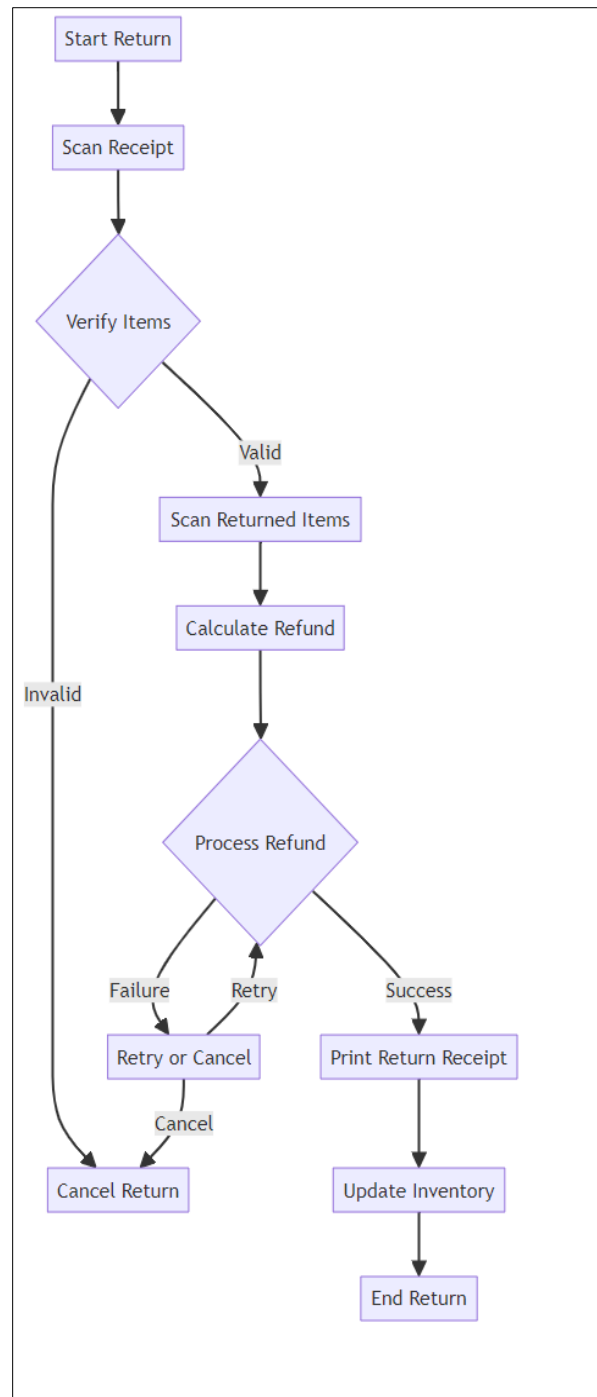 Start Return
Scan Receipt
Verify Items
Valid
Scan Returned Items
Calculate Refund
Invalid
Process Refund
Failure
Retry
Success
Retry or Cancel
Print Return Receipt
Cancel
Cancel Return
Update Inventory
End Return